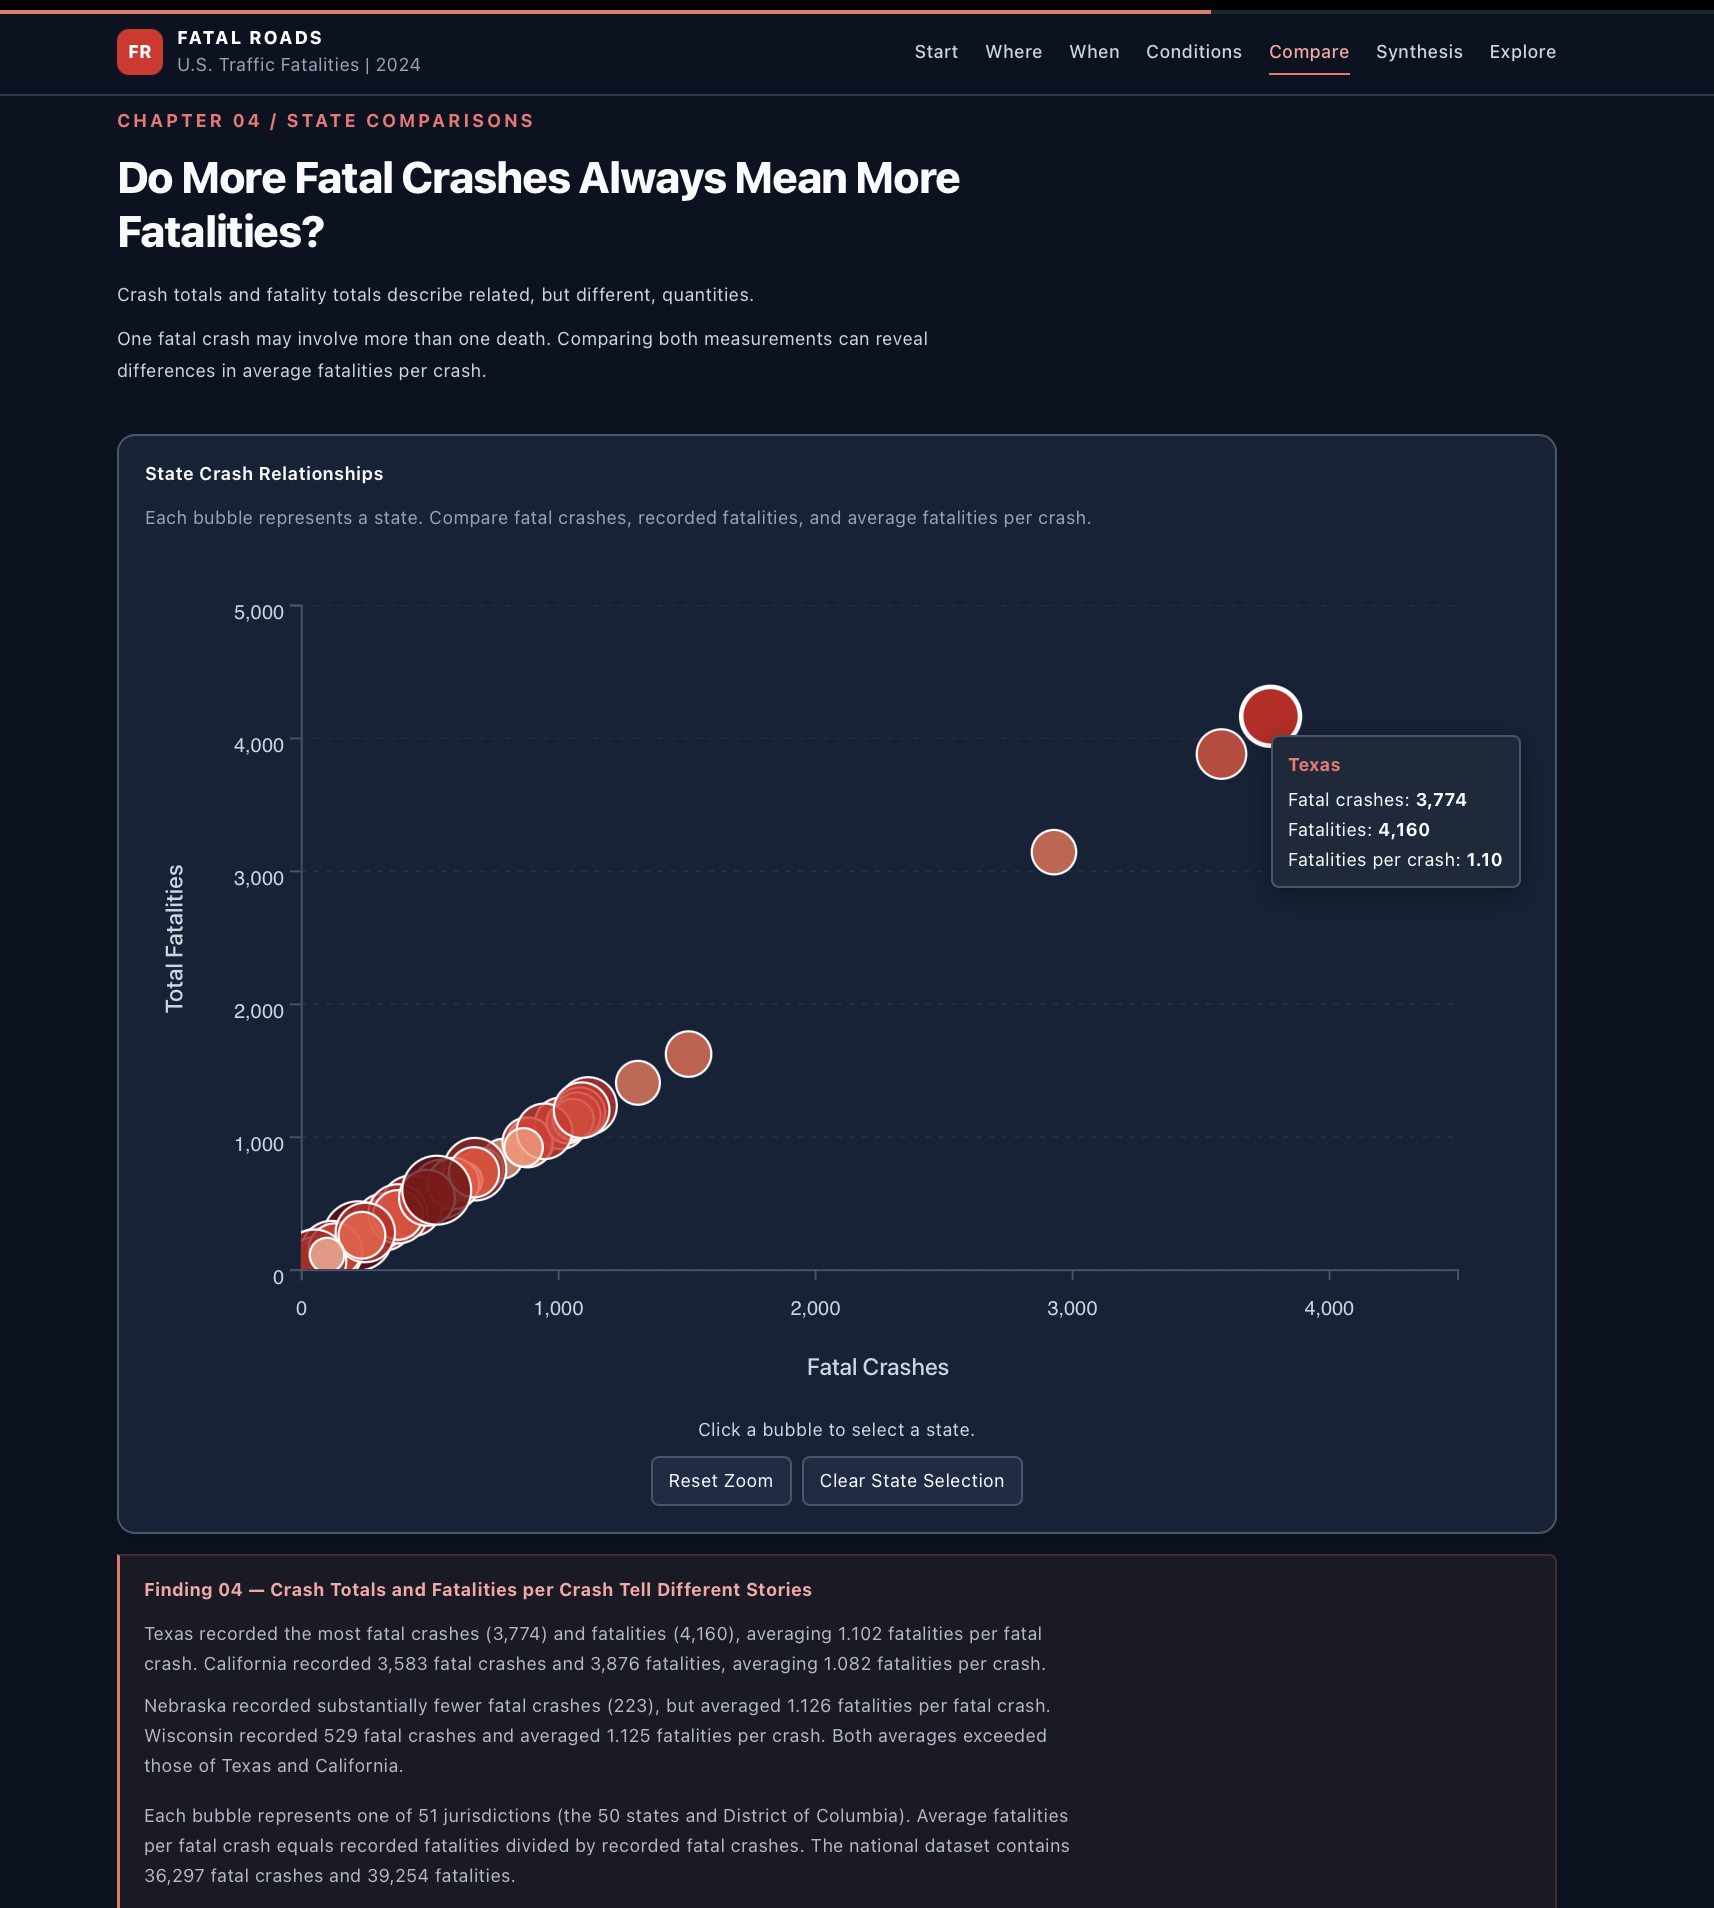 FR
FATAL ROADS
U.S. Traffic Fatalities | 2024
Start Where When Conditions Compare Synthesis Explore
CHAPTER 04 / STATE COMPARISONS
Do More Fatal Crashes Always Mean More
Fatalities?
Crash totals and fatality totals describe related, but different, quantities.
One fatal crash may involve more than one death. Comparing both measurements can reveal
differences in average fatalities per crash.
State Crash Relationships
Each bubble represents a state. Compare fatal crashes, recorded fatalities, and average fatalities per crash.
5,000
4,000
3,000
2,000
1,000
0
Total Fatalities
Texas
Fatal crashes: 3,774
Fatalities: 4,160
Fatalities per crash: 1.10
0 1,000 2,000 3,000 4,000
Fatal Crashes
Click a bubble to select a state.
Reset Zoom Clear State Selection
Finding 04 — Crash Totals and Fatalities per Crash Tell Different Stories
Texas recorded the most fatal crashes (3,774) and fatalities (4,160), averaging 1.102 fatalities per fatal
crash. California recorded 3,583 fatal crashes and 3,876 fatalities, averaging 1.082 fatalities per crash.
Nebraska recorded substantially fewer fatal crashes (223), but averaged 1.126 fatalities per fatal crash.
Wisconsin recorded 529 fatal crashes and averaged 1.125 fatalities per crash. Both averages exceeded
those of Texas and California.
Each bubble represents one of 51 jurisdictions (the 50 states and District of Columbia). Average fatalities
per fatal crash equals recorded fatalities divided by recorded fatal crashes. The national dataset contains
36,297 fatal crashes and 39,254 fatalities.